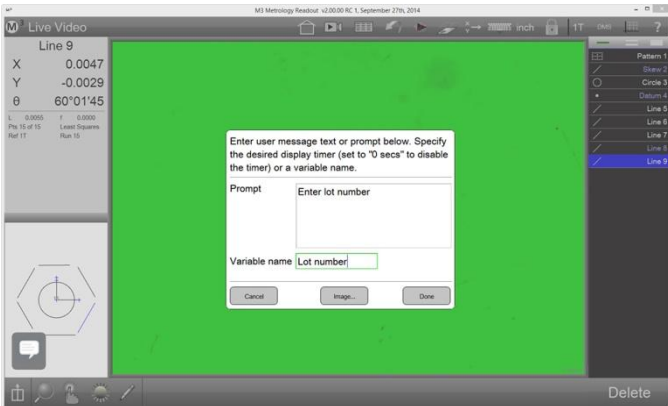 M3 Metrology Readout v2.00.00 RC 1, September 27th, 2014
M3 Live Video
inch
1T
DMS
?
Line 9
X 0.0047
Y -0.0029
θ 60°01'45
L 0.0055 f 0.0000
Pts 15 of 15 Least Squares
Ref 1T Run 15
Enter user message text or prompt below. Specify
the desired display timer (set to "0 secs" to disable
the timer) or a variable name.
Prompt
Enter lot number
Variable name Lot number
Cancel
Image...
Done
Pattern 1
Skew 2
Circle 3
Datum 4
Line 5
Line 6
Line 7
Line 8
Line 9
Delete